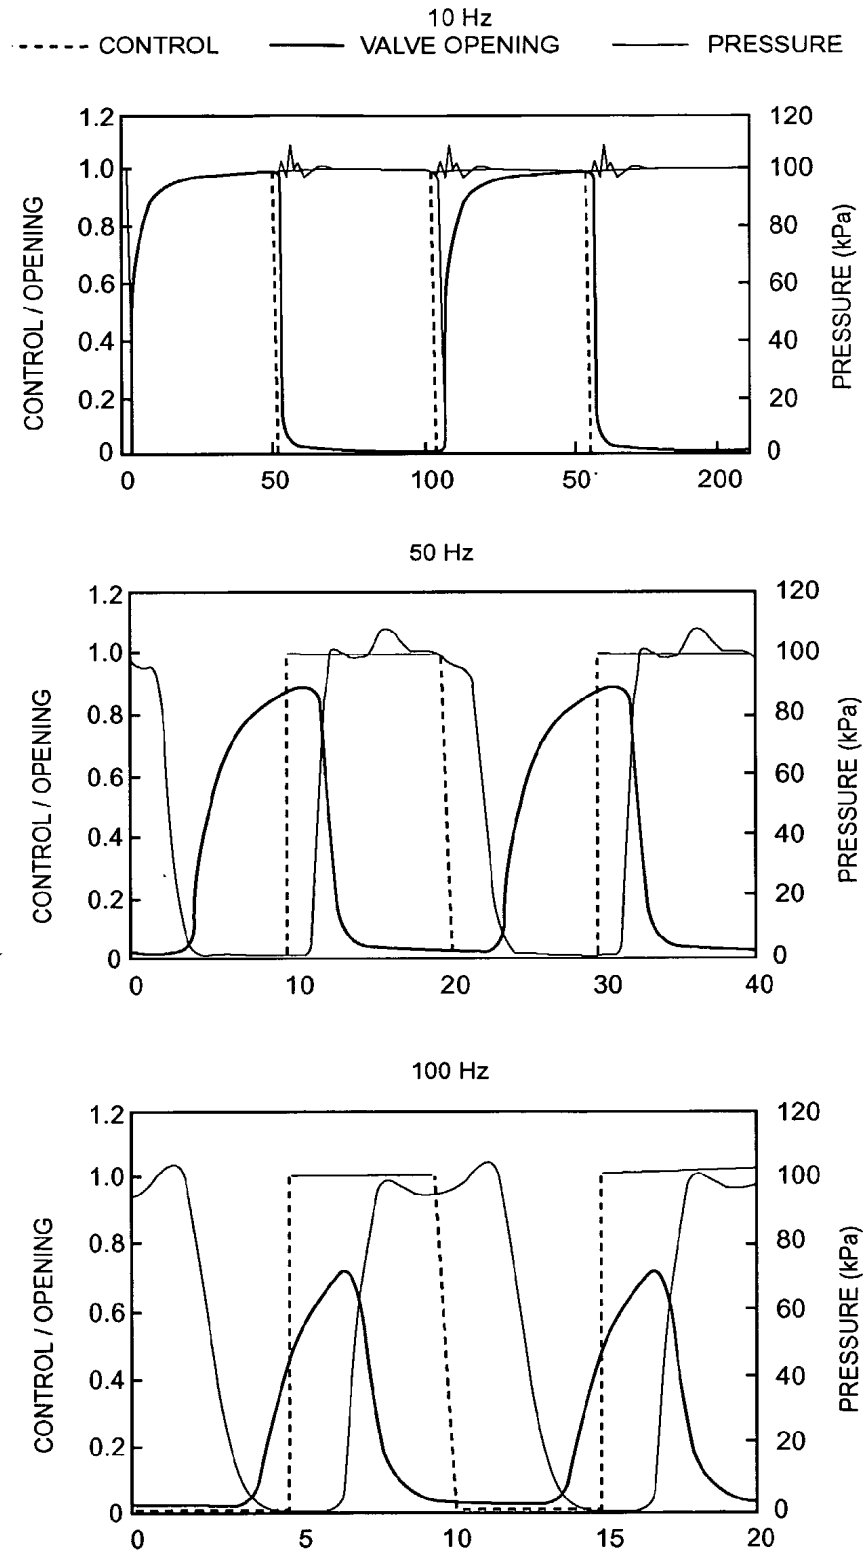 10 Hz
CONTROL VALVE OPENING PRESSURE
1.2 120
1.0 100
0.8 80
0.6 60
0.4 40
0.2 20
0 0
CONTROL / OPENING
PRESSURE (kPa)
0 50 100 50 200
50 Hz
1.2 120
1.0 100
0.8 80
0.6 60
0.4 40
0.2 20
0 0
CONTROL / OPENING
PRESSURE (kPa)
0 10 20 30 40
100 Hz
1.2 120
1.0 100
0.8 80
0.6 60
0.4 40
0.2 20
0 0
CONTROL / OPENING
PRESSURE (kPa)
0 5 10 15 20